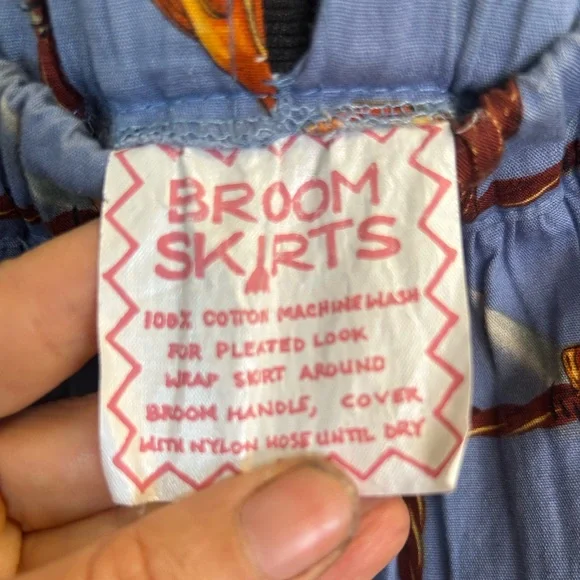 BROOM
SKIRTS
100% COTTON MACHINE WASH
FOR PLEATED LOOK
WRAP SKIRT AROUND
BROOM HANDLE, COVER
WITH NYLON HOSE UNTIL DRY